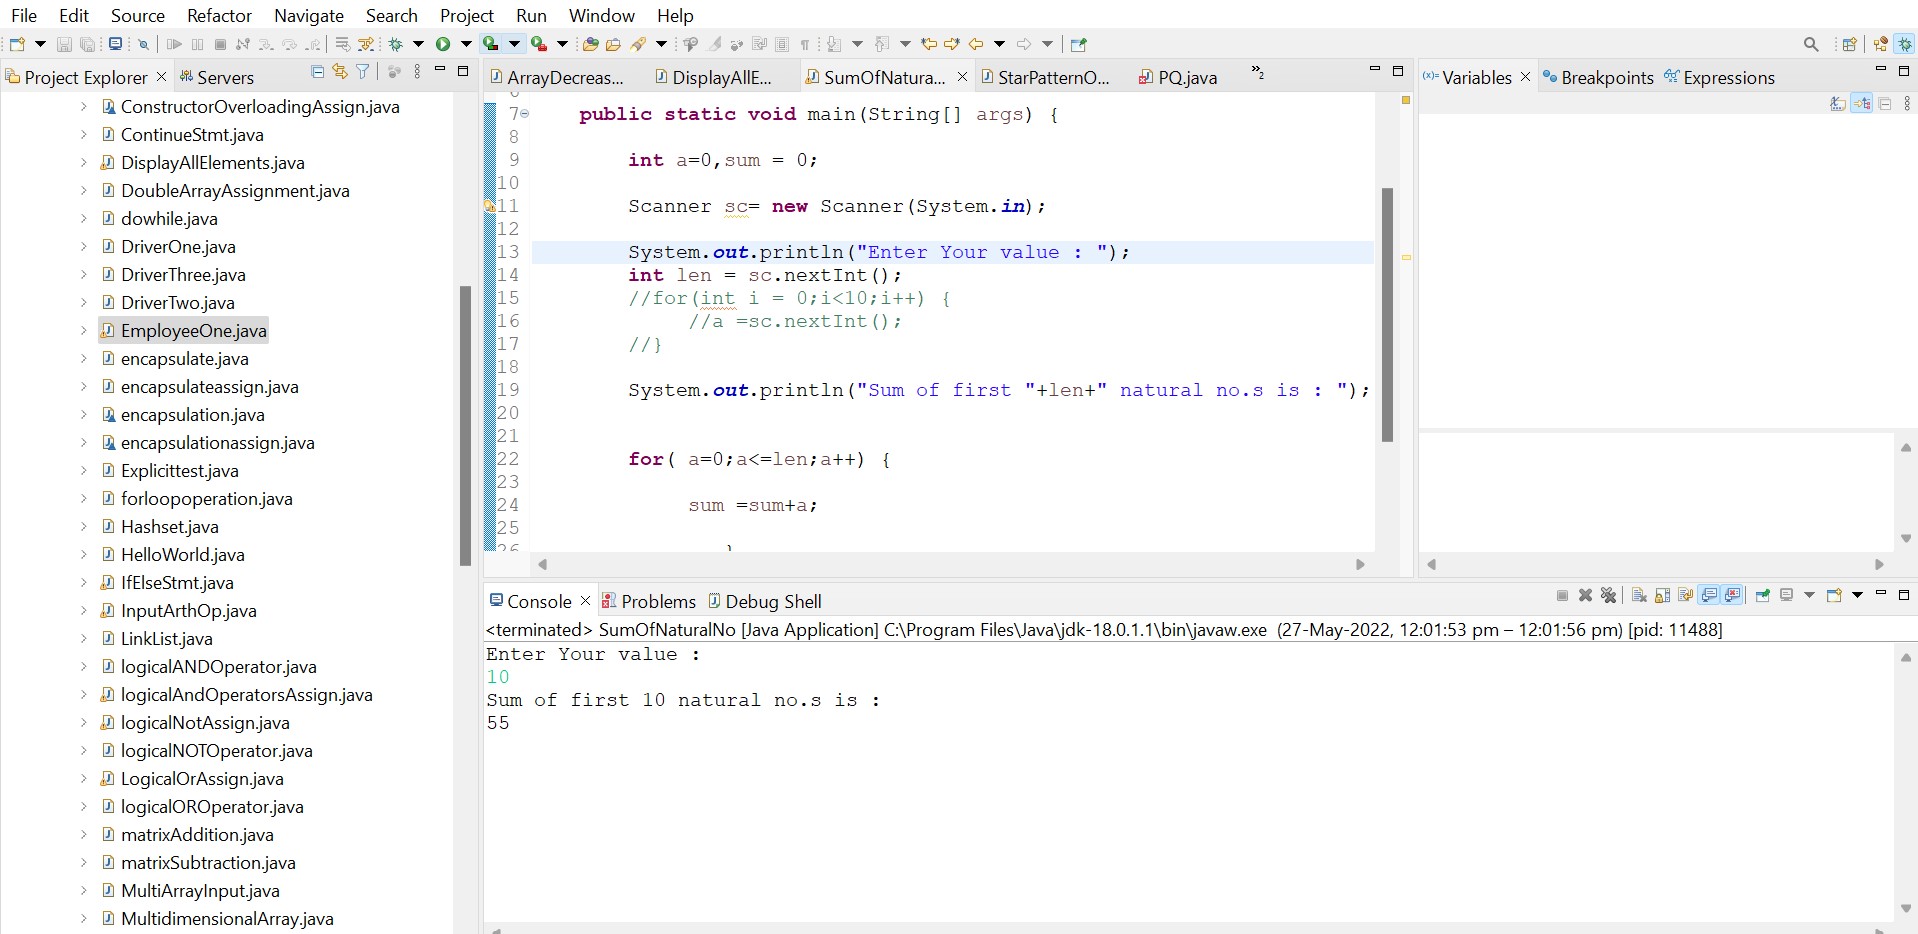 File Edit Source Refactor Navigate Search Project Run Window Help
Project Explorer
Servers
ConstructorOverloadingAssign.java
ContinueStmt.java
DisplayAllElements.java
DoubleArrayAssignment.java
dowhile.java
DriverOne.java
DriverThree.java
DriverTwo.java
EmployeeOne.java
encapsulate.java
encapsulateassign.java
encapsulation.java
encapsulationassign.java
Explicittest.java
forloopoperation.java
Hashset.java
HelloWorld.java
IfElseStmt.java
InputArthOp.java
LinkList.java
logicalANDOperator.java
logicalAndOperatorsAssign.java
logicalNotAssign.java
logicalNOTOperator.java
LogicalOrAssign.java
logicalOROperator.java
matrixAddition.java
matrixSubtraction.java
MultiArrayInput.java
MultidimensionalArray.java
ArrayDecreas... DisplayAllE... SumOfNatura... StarPatternO... PQ.java »2
7 public static void main(String[] args) {
8
9 int a=0,sum = 0;
10
11 Scanner sc= new Scanner(System.in);
12
13 System.out.println("Enter Your value : ");
14 int len = sc.nextInt();
15 //for(int i = 0;i<10;i++) {
16 //a =sc.nextInt();
17 //}
18
19 System.out.println("Sum of first "+len+" natural no.s is : ");
20
21
22 for( a=0;a<=len;a++) {
23
24 sum =sum+a;
25
26 }
(x)= Variables Breakpoints Expressions
Console Problems Debug Shell
<terminated> SumOfNaturalNo [Java Application] C:\Program Files\Java\jdk-18.0.1.1\bin\javaw.exe (27-May-2022, 12:01:53 pm – 12:01:56 pm) [pid: 11488]
Enter Your value :
10
Sum of first 10 natural no.s is :
55